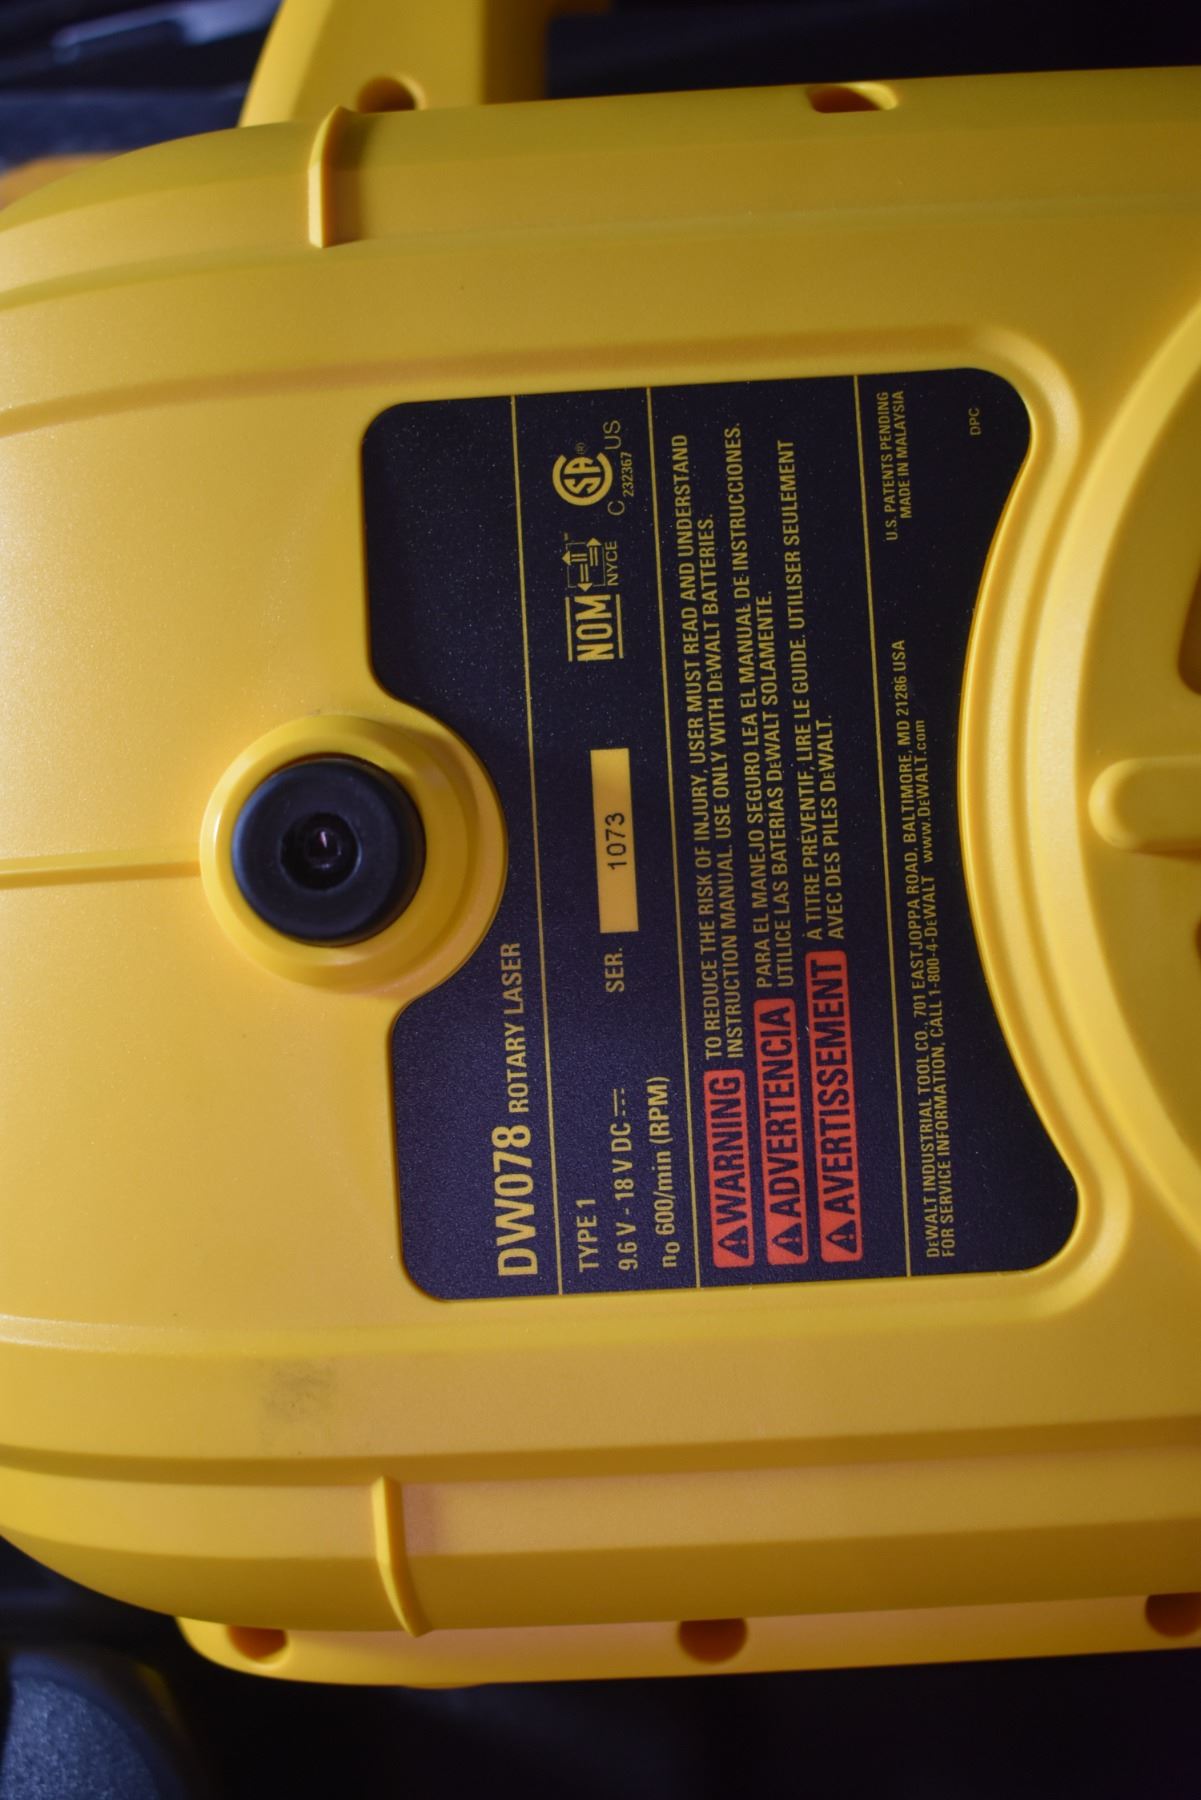 DW078 ROTARY LASER
TYPE 1
9.6 V - 18 V DC
n0 600/min (RPM)
SER. 1073
NOM NYCE
SA®
C US
232367
WARNING TO REDUCE THE RISK OF INJURY, USER MUST READ AND UNDERSTAND
INSTRUCTION MANUAL. USE ONLY WITH DEWALT BATTERIES.
ADVERTENCIA PARA EL MANEJO SEGURO LEA EL MANUAL DE INSTRUCCIONES.
UTILICE LAS BATERIAS DEWALT SOLAMENTE.
AVERTISSEMENT À TITRE PRÉVENTIF, LIRE LE GUIDE. UTILISER SEULEMENT
AVEC DES PILES DEWALT.
DEWALT INDUSTRIAL TOOL CO., 701 EAST JOPPA ROAD, BALTIMORE, MD 21286 USA
FOR SERVICE INFORMATION, CALL 1-800-4-DEWALT www.DEWALT.com
U.S. PATENTS PENDING
MADE IN MALAYSIA
DPC